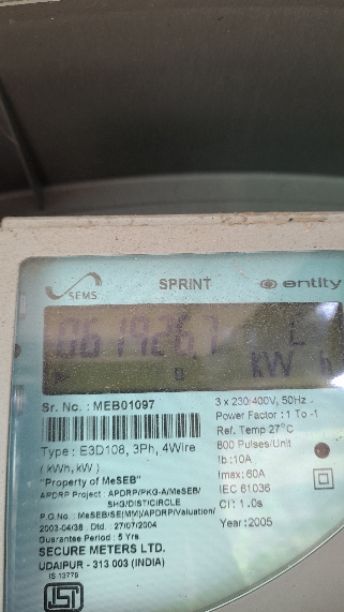 SEMS
SPRINT
entity
061926.7 L
kW h
Sr. No. : MEB01097
3 x 230/400V, 50Hz
Power Factor : 1 To -1
Ref. Temp 27°C
800 Pulses/Unit
Ib:10A
Imax: 60A
IEC 61036
Cl : 1.0s
Year:2005
Type : E3D108, 3Ph, 4Wire
(kWh, kW)
"Property of MeSEB"
APDRP Project : APDRP/PKG-A/MeSEB/
SHG/DIST/CIRCLE
P.O No. : MeSEB/SE(MM)/APDRP/Valuation/
2003-04/38 Dtd. 27/07/2004
Guarantee Period : 5 Yrs
SECURE METERS LTD.
UDAIPUR - 313 003 (INDIA)
IS 13779
ISI